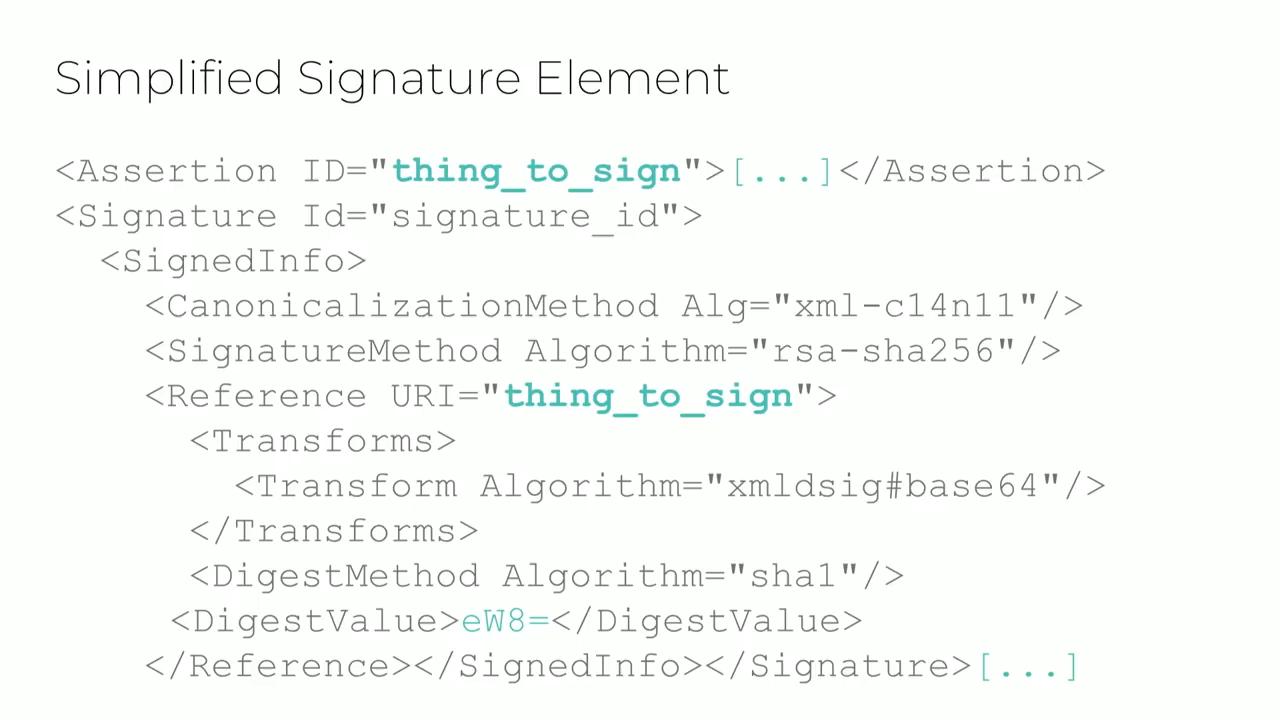 Simplified Signature Element
<Assertion ID="thing_to_sign">[...]</Assertion>
<Signature Id="signature_id">
<SignedInfo>
<CanonicalizationMethod Alg="xml-c14n11"/>
<SignatureMethod Algorithm="rsa-sha256"/>
<Reference URI="thing_to_sign">
<Transforms>
<Transform Algorithm="xmldsig#base64"/>
</Transforms>
<DigestMethod Algorithm="sha1"/>
<DigestValue>eW8=</DigestValue>
</Reference></SignedInfo></Signature>[...]